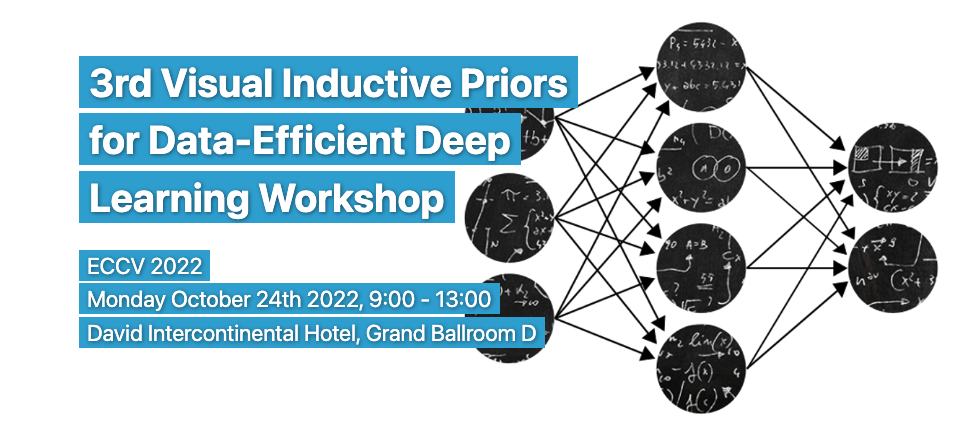 3rd Visual Inductive Priors
for Data-Efficient Deep
Learning Workshop
ECCV 2022
Monday October 24th 2022, 9:00 - 13:00
David Intercontinental Hotel, Grand Ballroom D
A=B
lim(x)